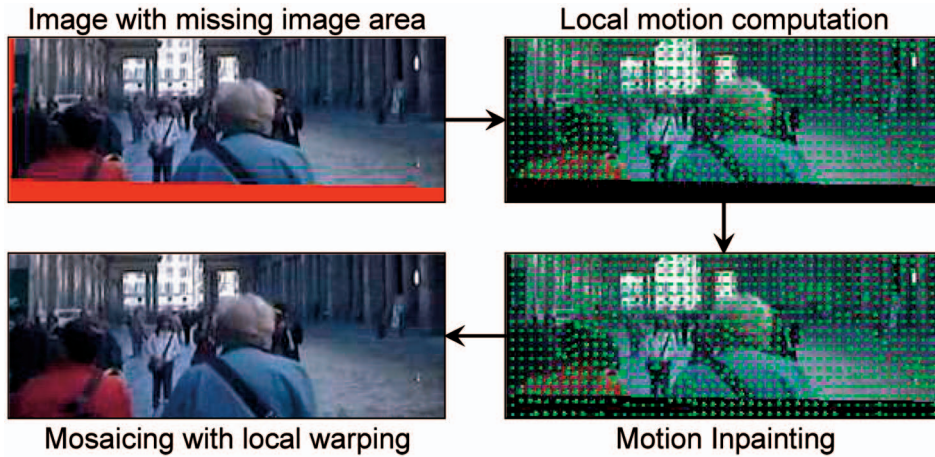 Image with missing image area
Local motion computation
Mosaicing with local warping
Motion Inpainting